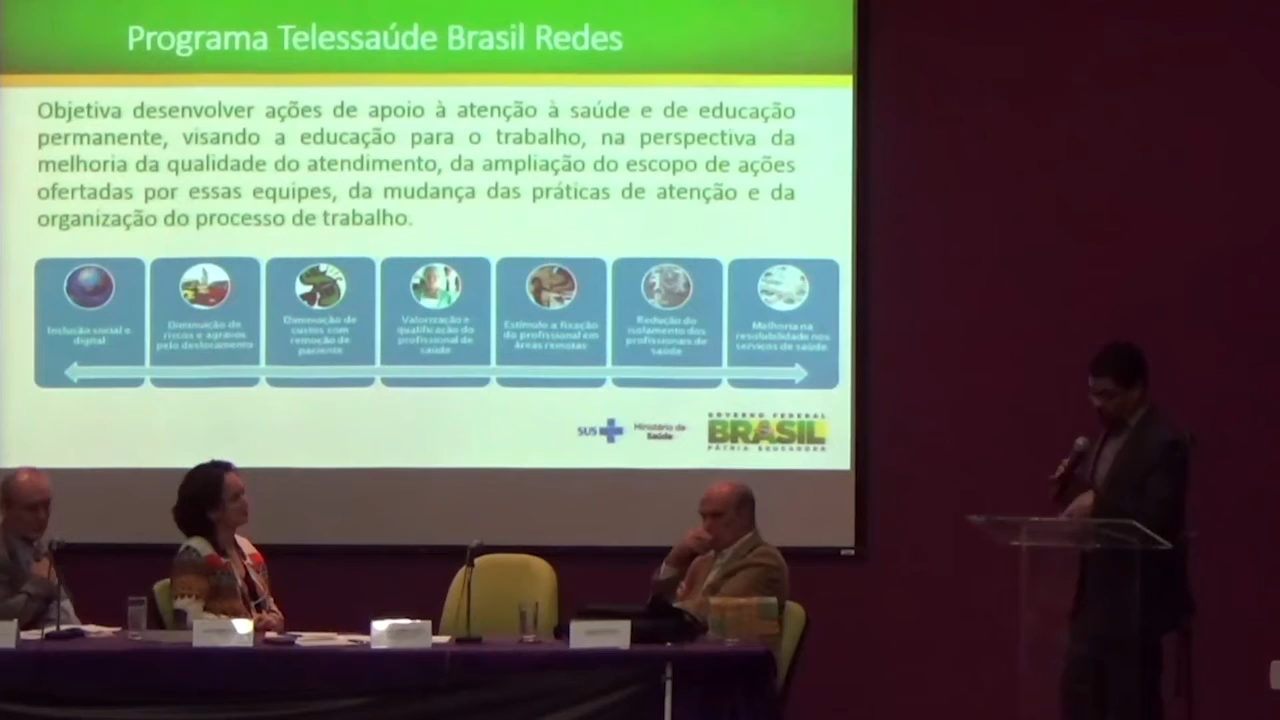 Programa Telessaúde Brasil Redes
Objetiva desenvolver ações de apoio à atenção à saúde e de educação
permanente, visando a educação para o trabalho, na perspectiva da
melhoria da qualidade do atendimento, da ampliação do escopo de ações
ofertadas por essas equipes, da mudança das práticas de atenção e da
organização do processo de trabalho.
Inclusão social e
digital
Diminuição de
riscos e agravos
pelo deslocamento
Diminuição de
custos com
remoção de
paciente
Valorização e
qualificação do
profissional de
saúde
Estímulo a fixação
do profissional em
áreas remotas
Redução do
isolamento dos
profissionais de
saúde
Melhoria na
resolubilidade nos
serviços de saúde
SUS
Ministério da
Saúde
GOVERNO FEDERAL
BRASIL
PÁTRIA EDUCADORA